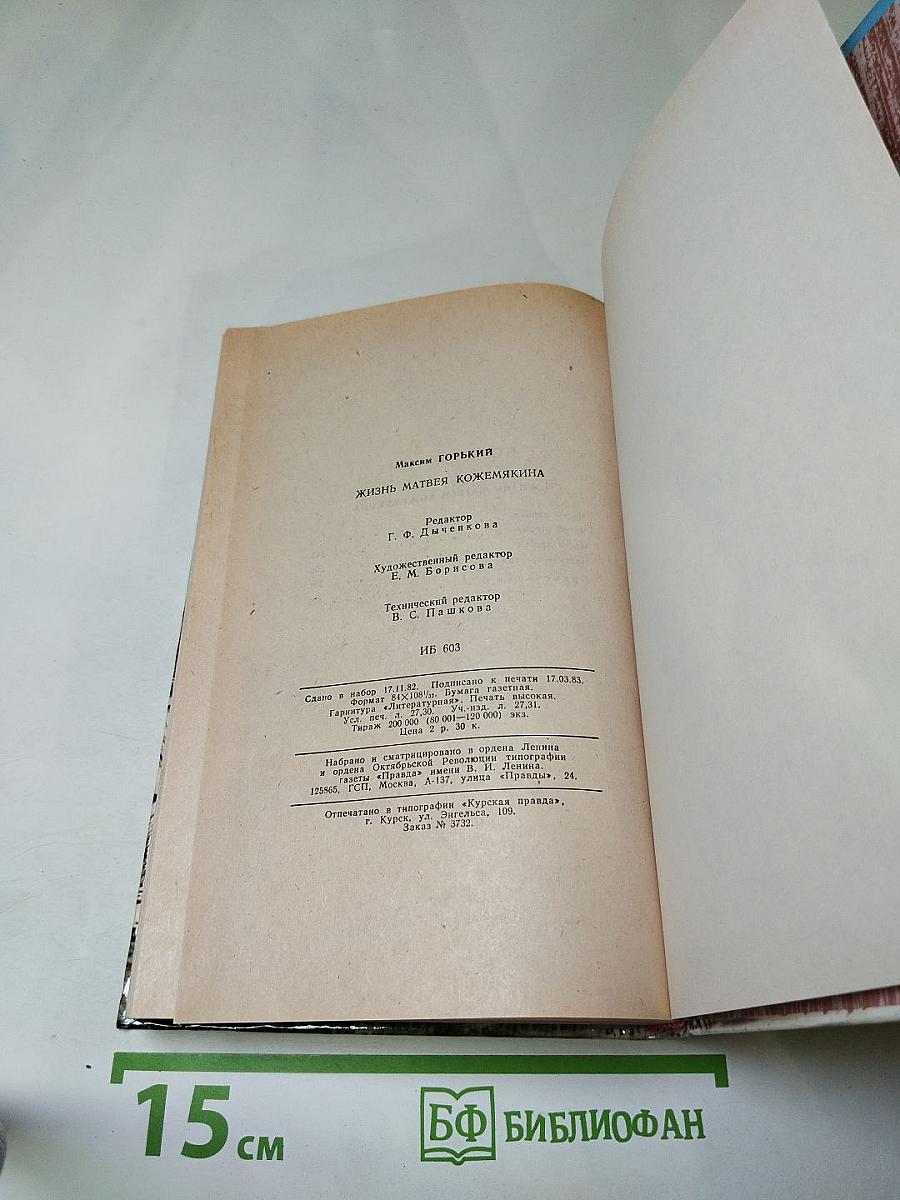 Максим ГОРЬКИЙ
ЖИЗНЬ МАТВЕЯ КОЖЕМЯКИНА
Редактор
Г. Ф. Дыченкова
Художественный редактор
Е. М. Борисова
Технический редактор
В. С. Пашкова
ИБ 603
Сдано в набор 17.11.82. Подписано к печати 17.03.83.
Формат 84×108¹/₃₂. Бумага газетная.
Гарнитура «Литературная». Печать высокая.
Усл. печ. л. 27,30. Уч.-изд. л. 27,31.
Тираж 200 000 (80 001—120 000) экз.
Цена 2 р. 30 к.
Набрано и сматрицировано в ордена Ленина
и ордена Октябрьской Революции типографии
газеты «Правда» имени В. И. Ленина.
125865, ГСП, Москва, А-137, улица «Правды», 24.
Отпечатано в типографии «Курская правда»,
г. Курск, ул. Энгельса, 109.
Заказ № 3732.
15 см
БФ БИБЛИОФАН